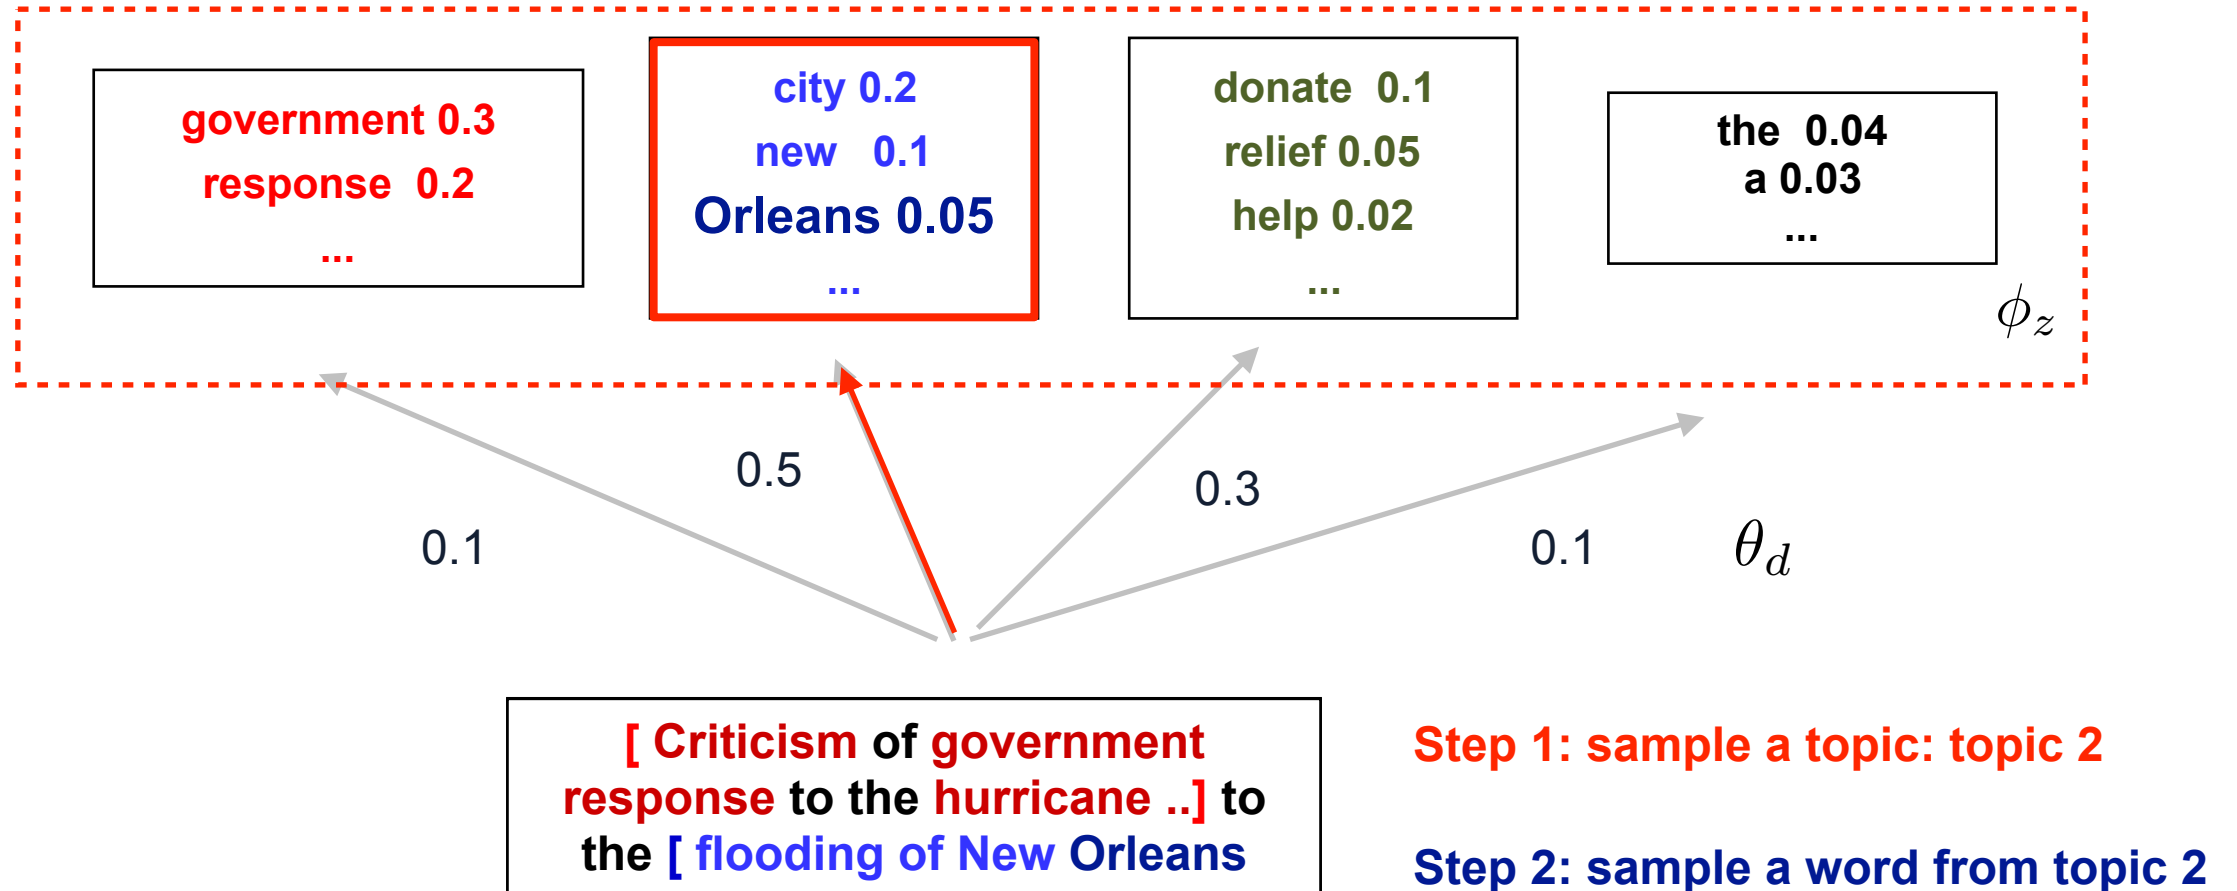 government 0.3
response 0.2
...
city 0.2
new 0.1
Orleans 0.05
...
donate 0.1
relief 0.05
help 0.02
...
the 0.04
a 0.03
...
ϕz
0.1
0.5
0.3
0.1
θd
[ Criticism of government
response to the hurricane ..] to
the [ flooding of New Orleans
Step 1: sample a topic: topic 2
Step 2: sample a word from topic 2